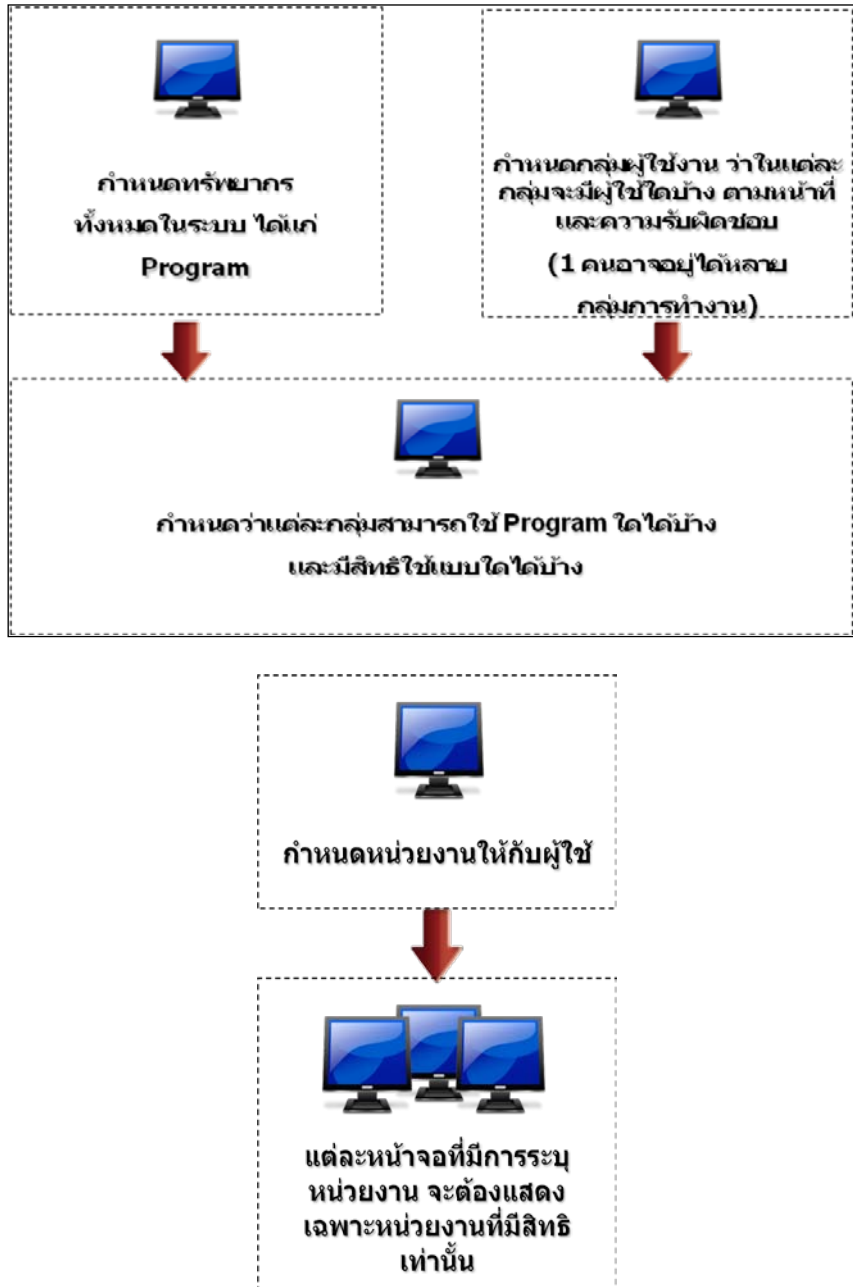 กำหนดทรัพยากร
ทั้งหมดในระบบ ได้แก่
Program
กำหนดกลุ่มผู้ใช้งาน ว่าในแต่ละ
กลุ่มจะมีผู้ใช้ใดบ้าง ตามหน้าที่
และความรับผิดชอบ
(1 คนอาจอยู่ได้หลาย
กลุ่มการทำงาน)
กำหนดว่าแต่ละกลุ่มสามารถใช้ Program ใดได้บ้าง
และมีสิทธิใช้แบบใดได้บ้าง
กำหนดหน่วยงานให้กับผู้ใช้
แต่ละหน้าจอที่มีการระบุ
หน่วยงาน จะต้องแสดง
เฉพาะหน่วยงานที่มีสิทธิ
เท่านั้น